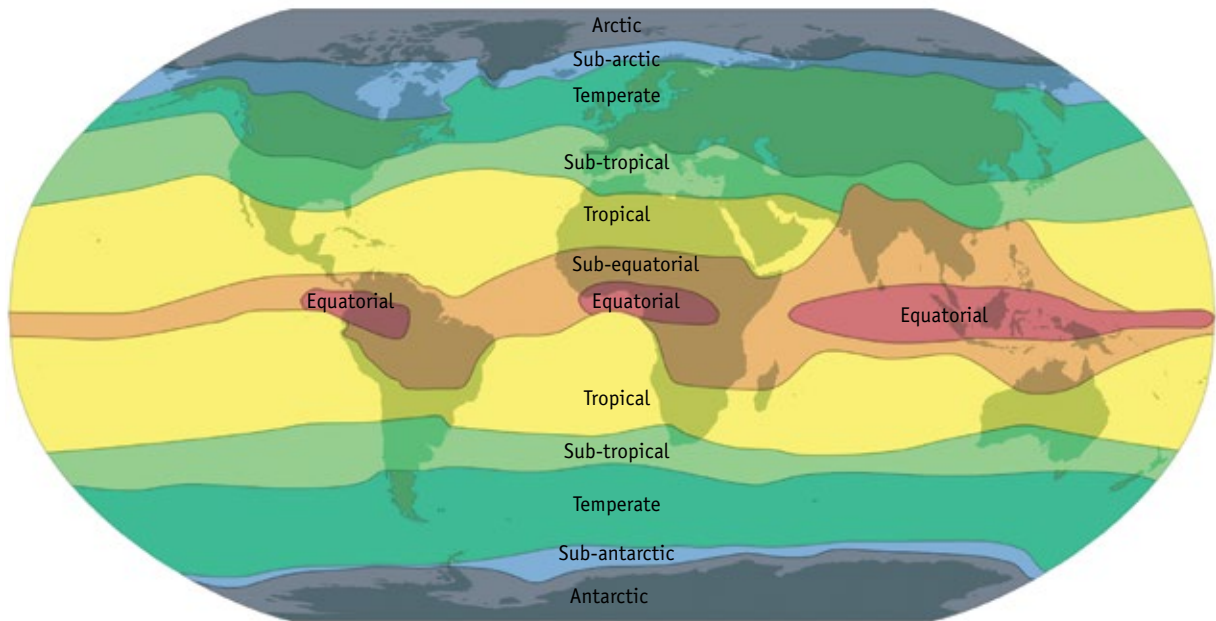 Arctic
Sub-arctic
Temperate
Sub-tropical
Tropical
Sub-equatorial
Equatorial
Equatorial
Equatorial
Tropical
Sub-tropical
Temperate
Sub-antarctic
Antarctic